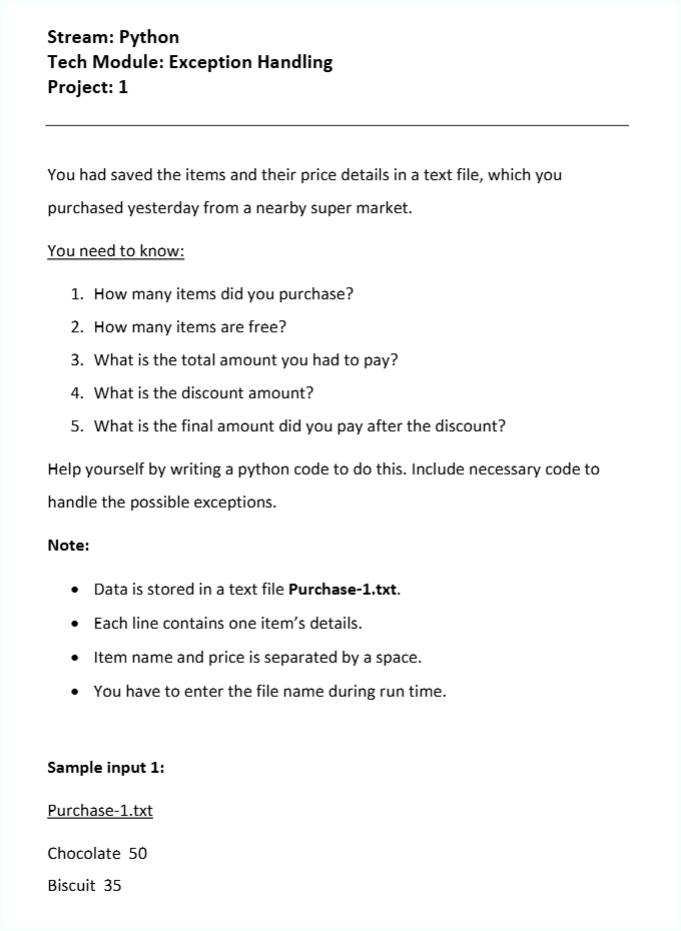 Stream: Python
Tech Module: Exception Handling
Project: 1
You had saved the items and their price details in a text file, which you
purchased yesterday from a nearby super market.
You need to know:
1. How many items did you purchase?
2. How many items are free?
3. What is the total amount you had to pay?
4. What is the discount amount?
5. What is the final amount did you pay after the discount?
Help yourself by writing a python code to do this. Include necessary code to
handle the possible exceptions.
Note:
• Data is stored in a text file Purchase-1.txt.
• Each line contains one item’s details.
• Item name and price is separated by a space.
• You have to enter the file name during run time.
Sample input 1:
Purchase-1.txt
Chocolate 50
Biscuit 35